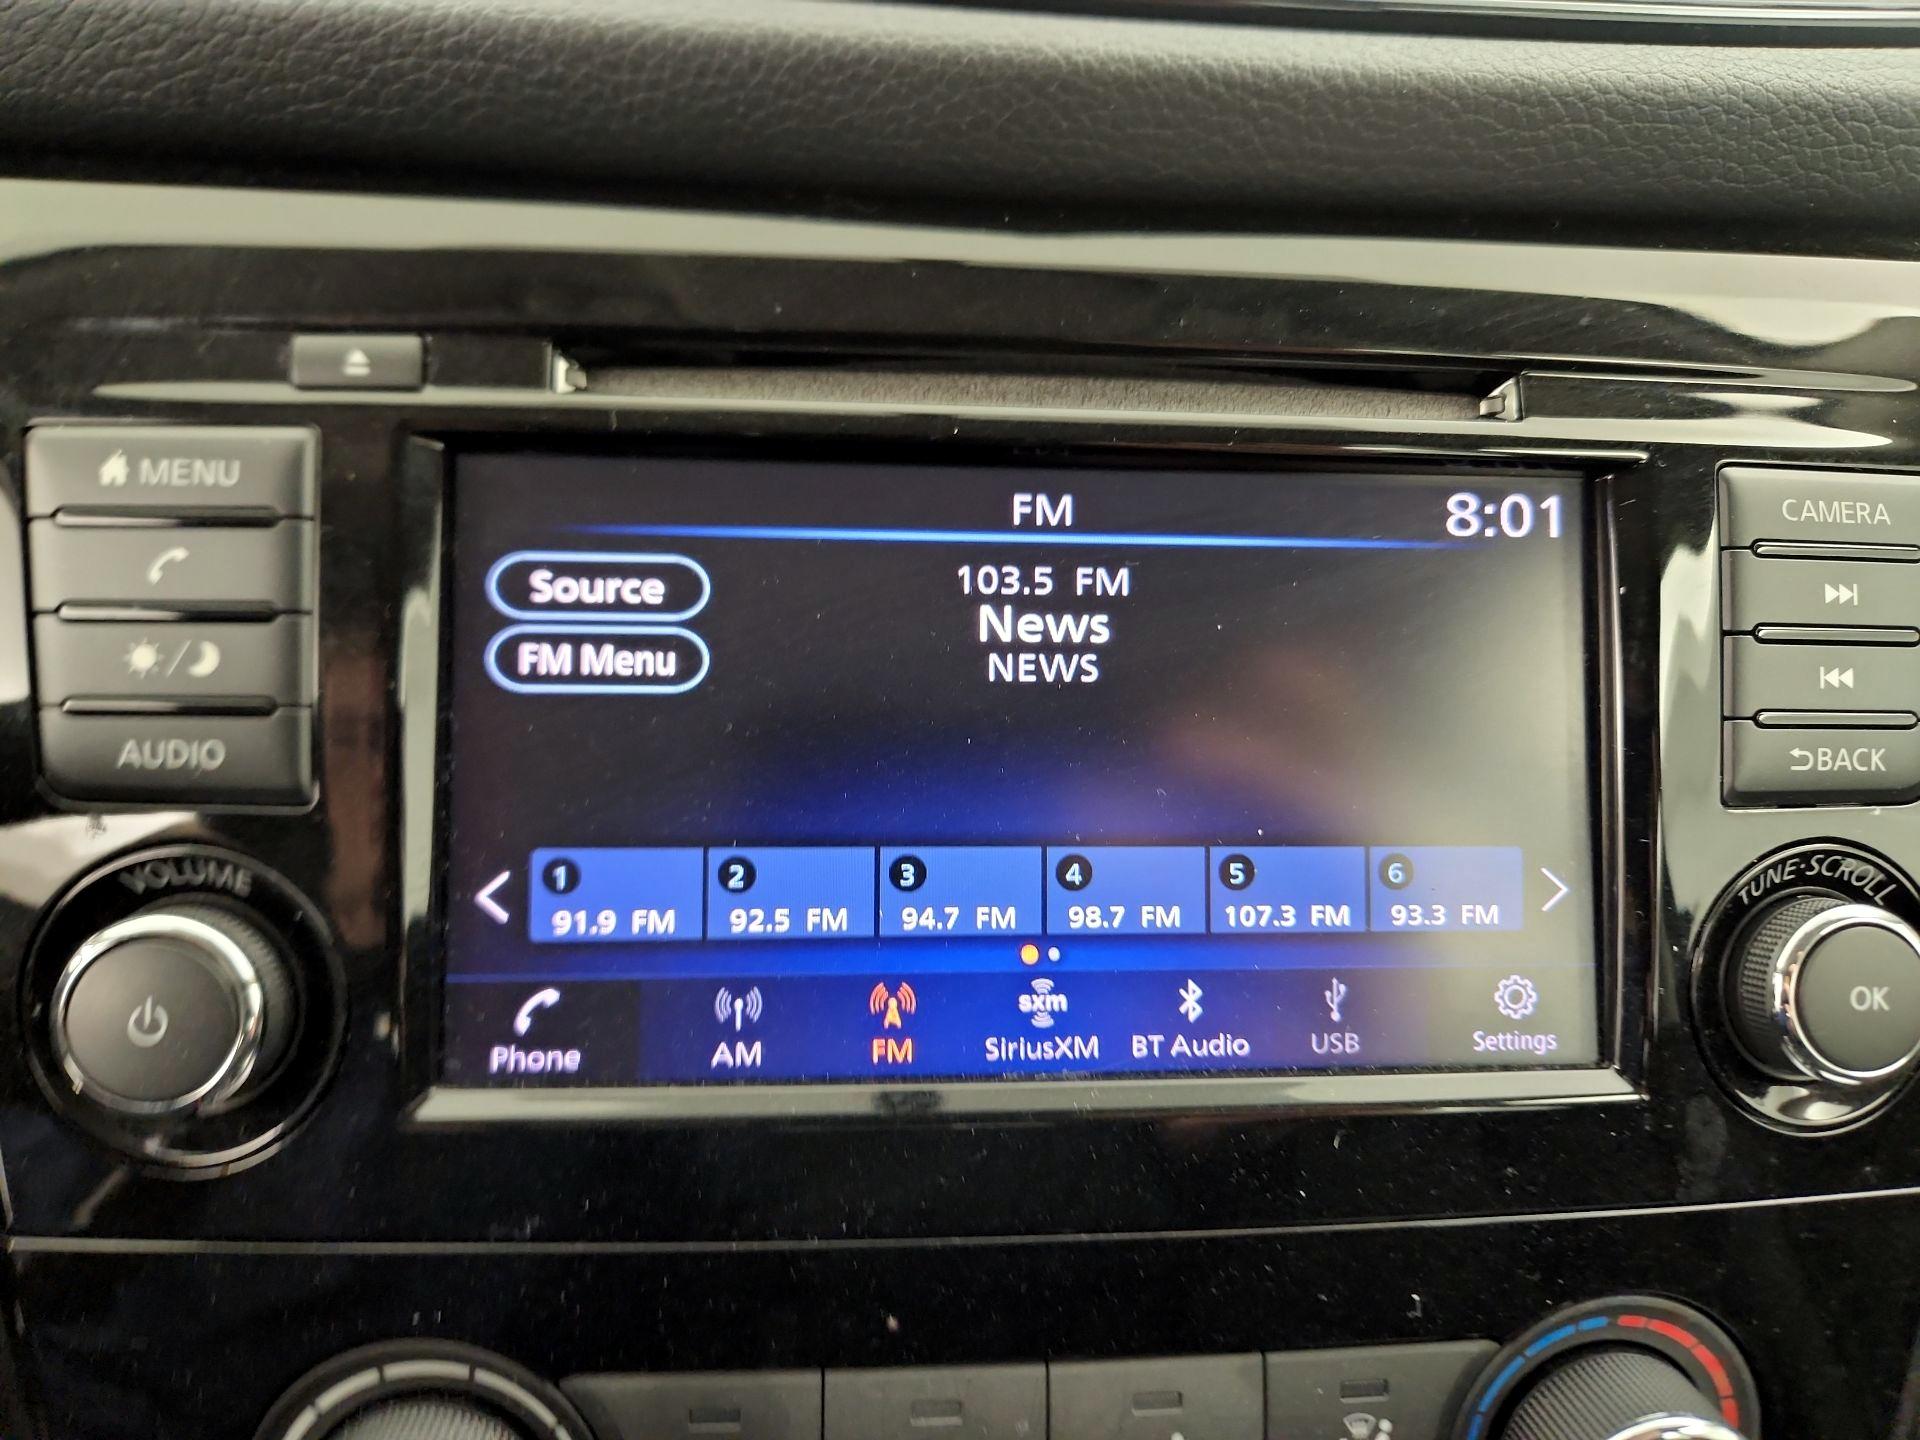 MENU
AUDIO
VOLUME
FM
8:01
Source
FM Menu
103.5 FM
News
NEWS
1
91.9 FM
2
92.5 FM
3
94.7 FM
4
98.7 FM
5
107.3 FM
6
93.3 FM
Phone
AM
FM
sxm
SiriusXM
BT Audio
USB
Settings
CAMERA
BACK
TUNE·SCROLL
OK